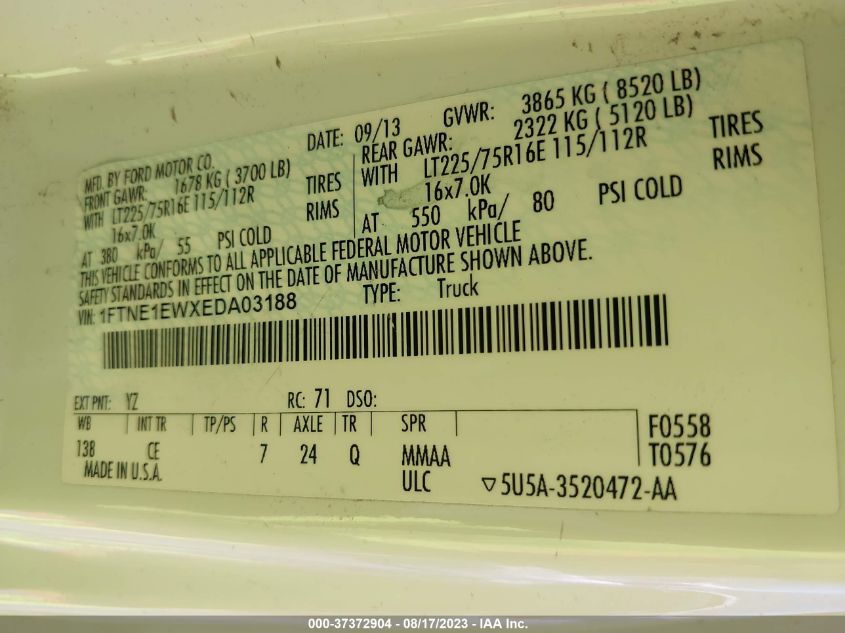 MFD. BY FORD MOTOR CO. DATE: 09/13 GVWR: 3865 KG ( 8520 LB)
FRONT GAWR: 1678 KG ( 3700 LB) REAR GAWR: 2322 KG ( 5120 LB)
WITH LT225/75R16E 115/112R TIRES WITH LT225/75R16E 115/112R TIRES
16x7.0K RIMS 16x7.0K RIMS
AT 380 kPa/ 55 PSI COLD AT 550 kPa/ 80 PSI COLD
THIS VEHICLE CONFORMS TO ALL APPLICABLE FEDERAL MOTOR VEHICLE
SAFETY STANDARDS IN EFFECT ON THE DATE OF MANUFACTURE SHOWN ABOVE.
VIN: 1FTNE1EWXEDA03188 TYPE: Truck
EXT PNT: YZ RC: 71 DSO:
WB INT TR TP/PS R AXLE TR SPR F0558
138 CE 7 24 Q MMAA T0576
MADE IN U.S.A. ULC ▽5U5A-3520472-AA
000-37372904 - 08/17/2023 - IAA Inc.